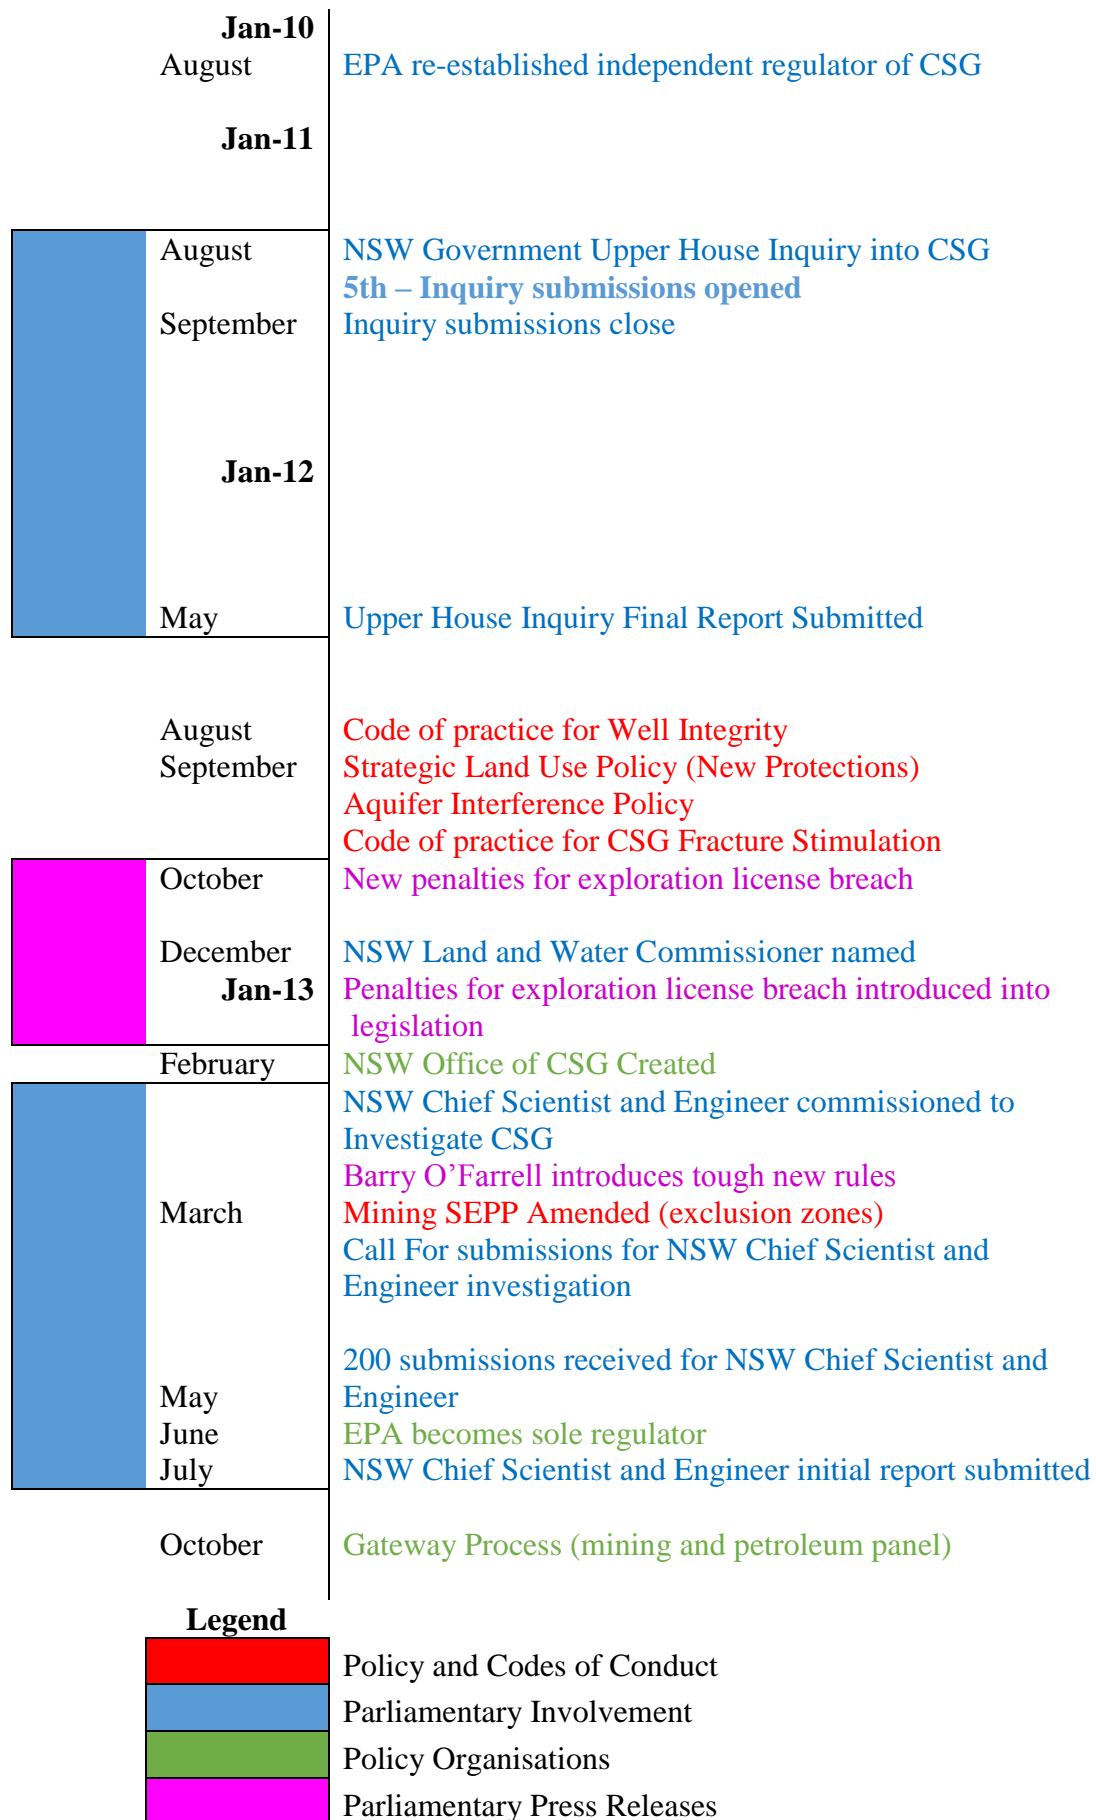 Jan-10
August EPA re-established independent regulator of CSG
Jan-11
August NSW Government Upper House Inquiry into CSG
5th – Inquiry submissions opened
September Inquiry submissions close
Jan-12
May Upper House Inquiry Final Report Submitted
August Code of practice for Well Integrity
September Strategic Land Use Policy (New Protections)
Aquifer Interference Policy
Code of practice for CSG Fracture Stimulation
October New penalties for exploration license breach
December NSW Land and Water Commissioner named
Jan-13 Penalties for exploration license breach introduced into
legislation
February NSW Office of CSG Created
NSW Chief Scientist and Engineer commissioned to
Investigate CSG
Barry O’Farrell introduces tough new rules
March Mining SEPP Amended (exclusion zones)
Call For submissions for NSW Chief Scientist and
Engineer investigation
200 submissions received for NSW Chief Scientist and
May Engineer
June EPA becomes sole regulator
July NSW Chief Scientist and Engineer initial report submitted
October Gateway Process (mining and petroleum panel)
Legend
Policy and Codes of Conduct
Parliamentary Involvement
Policy Organisations
Parliamentary Press Releases